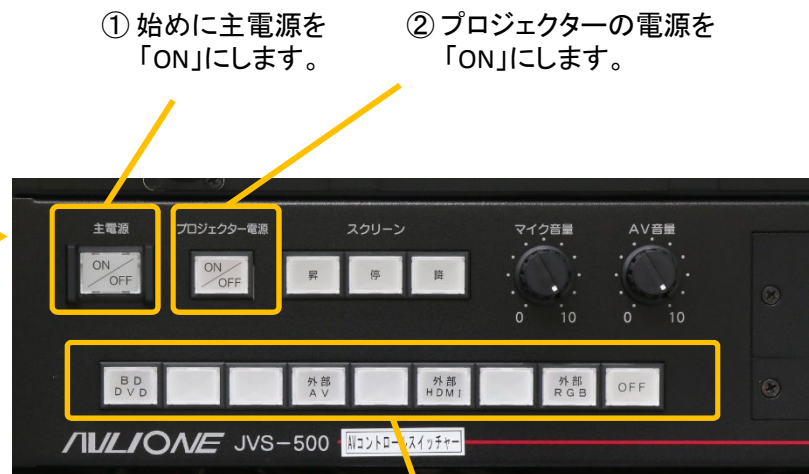 ① 始めに主電源を
「ON」にします。
② プロジェクターの電源を
「ON」にします。
主電源
プロジェクター電源
スクリーン
マイク音量
AV音量
ON
OFF
ON
OFF
昇
停
降
0
10
0
10
BD
DVD
外部
AV
外部
HDMI
外部
RGB
OFF
AVLIONE JVS-500
AVコントロールスイッチャー